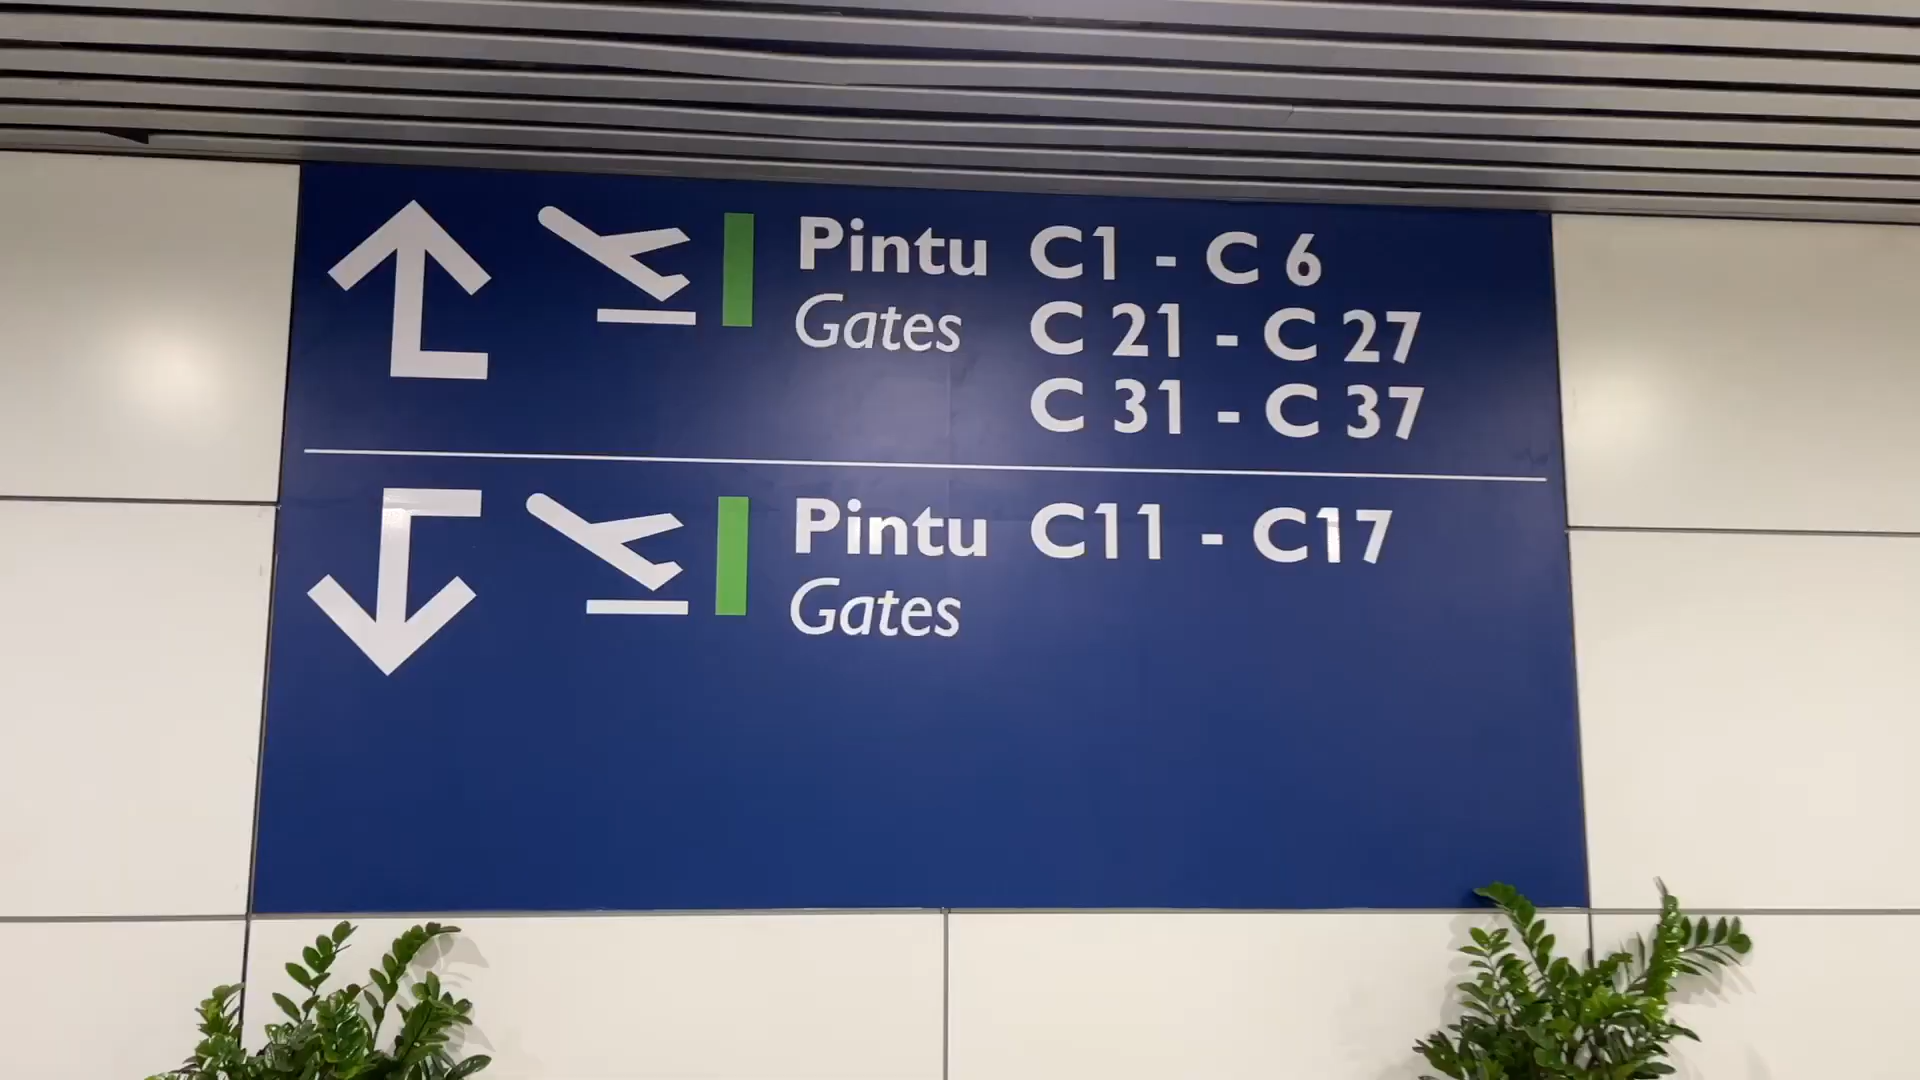 Pintu C1 - C 6
Gates C 21 - C 27
C 31 - C 37
Pintu C11 - C17
Gates